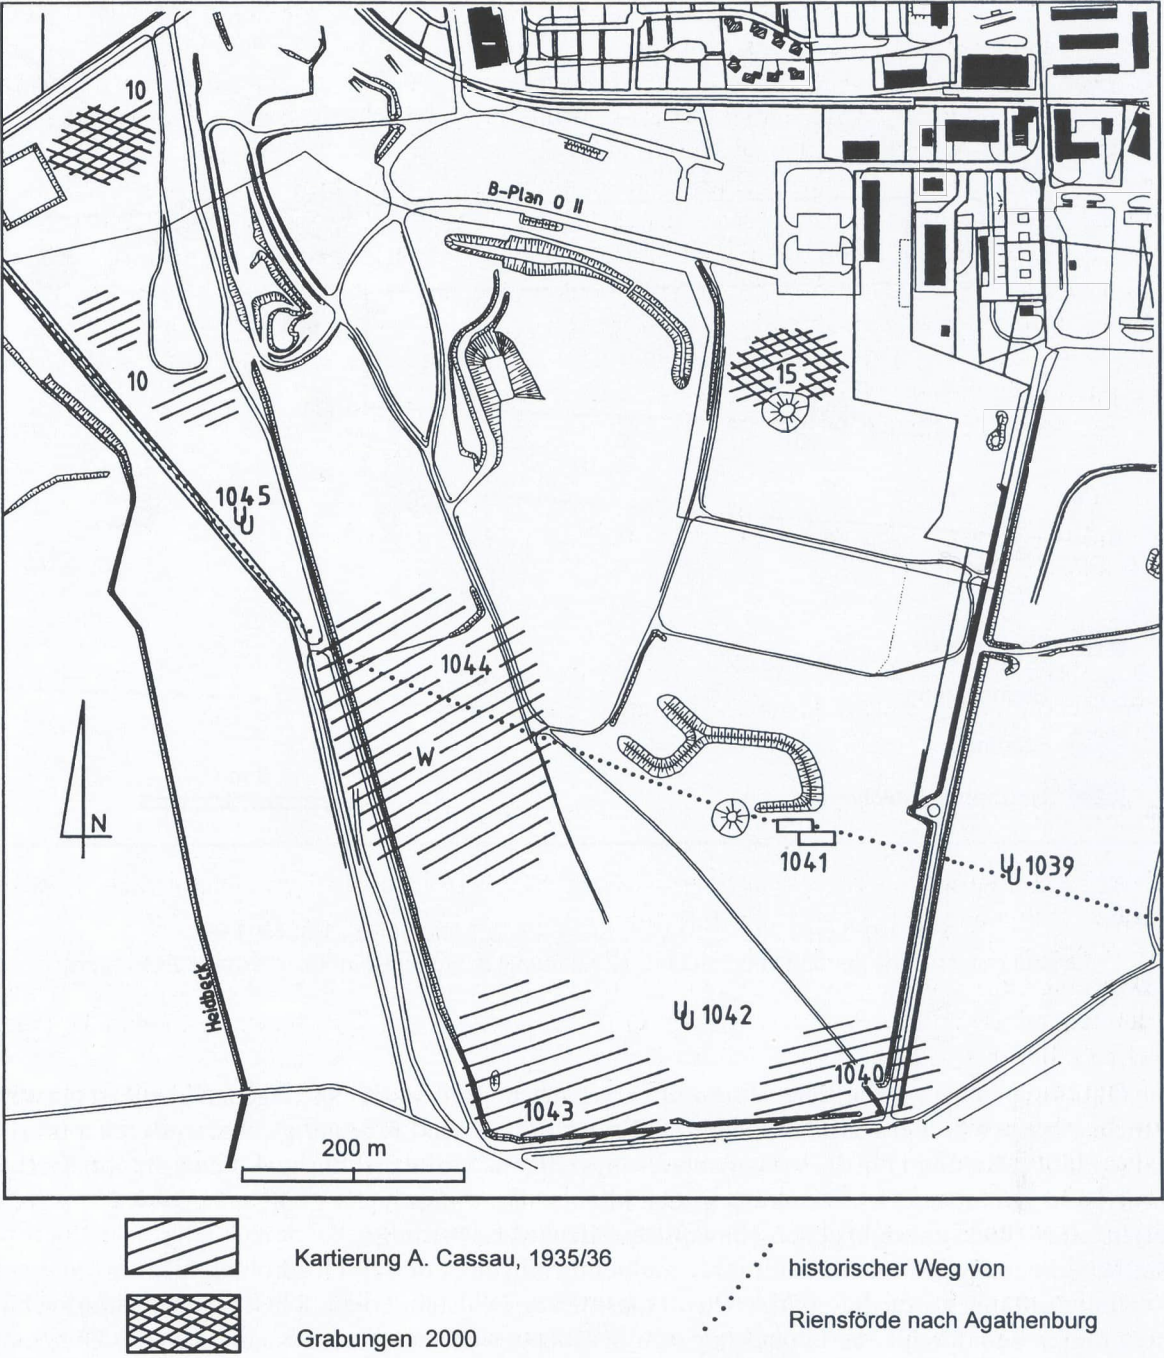 10
B-Plan O II
15
10
1045
1044
W
N
1041
1039
Heidbeck
1042
1040
1043
200 m
Kartierung A. Cassau, 1935/36
historischer Weg von
Riensförde nach Agathenburg
Grabungen 2000